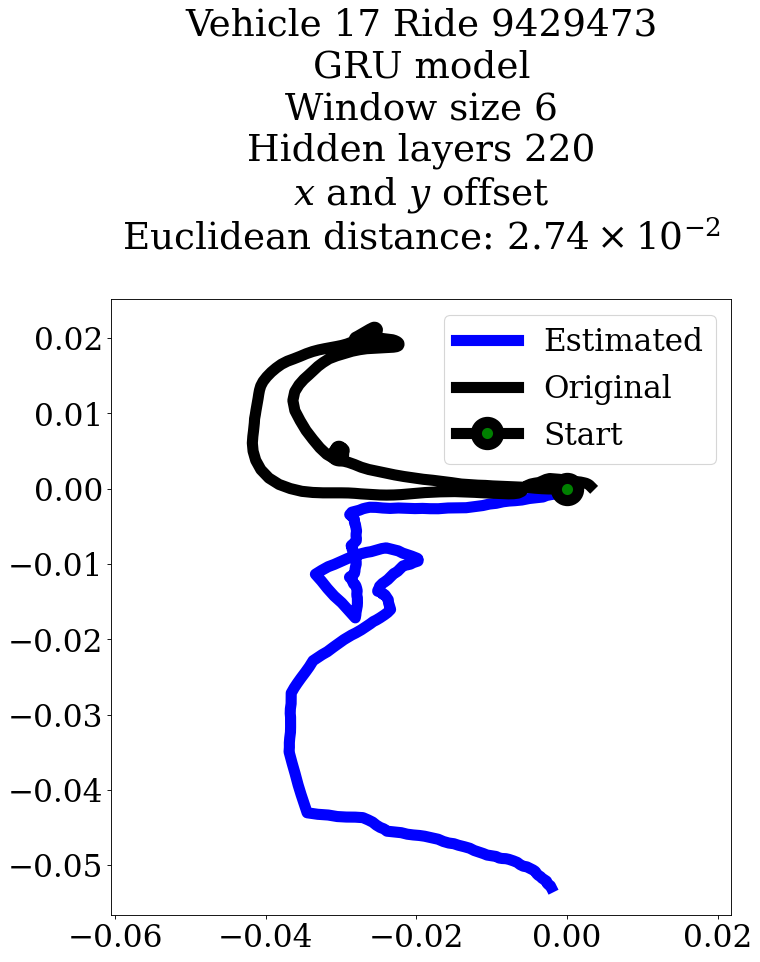 Vehicle 17 Ride 9429473
GRU model
Window size 6
Hidden layers 220
x and y offset
Euclidean distance: 2.74 × 10⁻²
Estimated
Original
Start
0.02
0.01
0.00
−0.01
−0.02
−0.03
−0.04
−0.05
−0.06 −0.04 −0.02 0.00 0.02